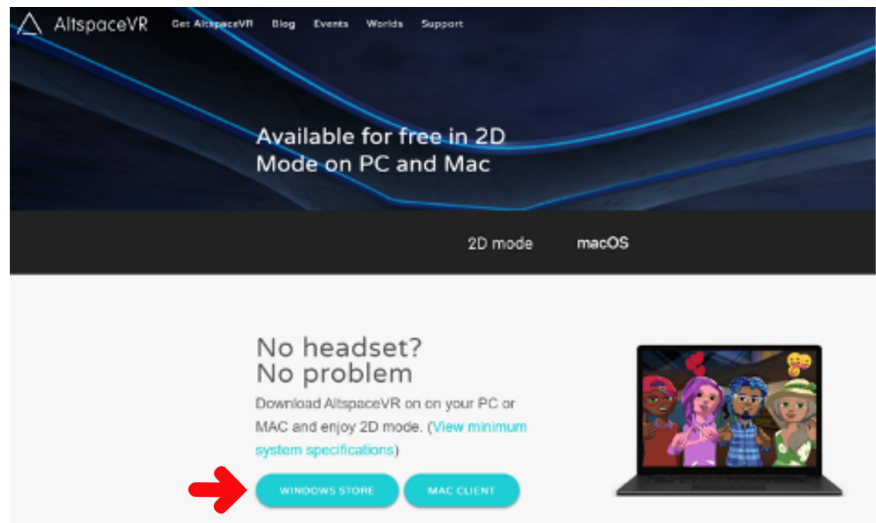 AltspaceVR Get AltspaceVR Blog Events Worlds Support
Available for free in 2D
Mode on PC and Mac
2D mode macOS
No headset?
No problem
Download AltspaceVR on on your PC or
MAC and enjoy 2D mode. (View minimum
system specifications)
WINDOWS STORE MAC CLIENT